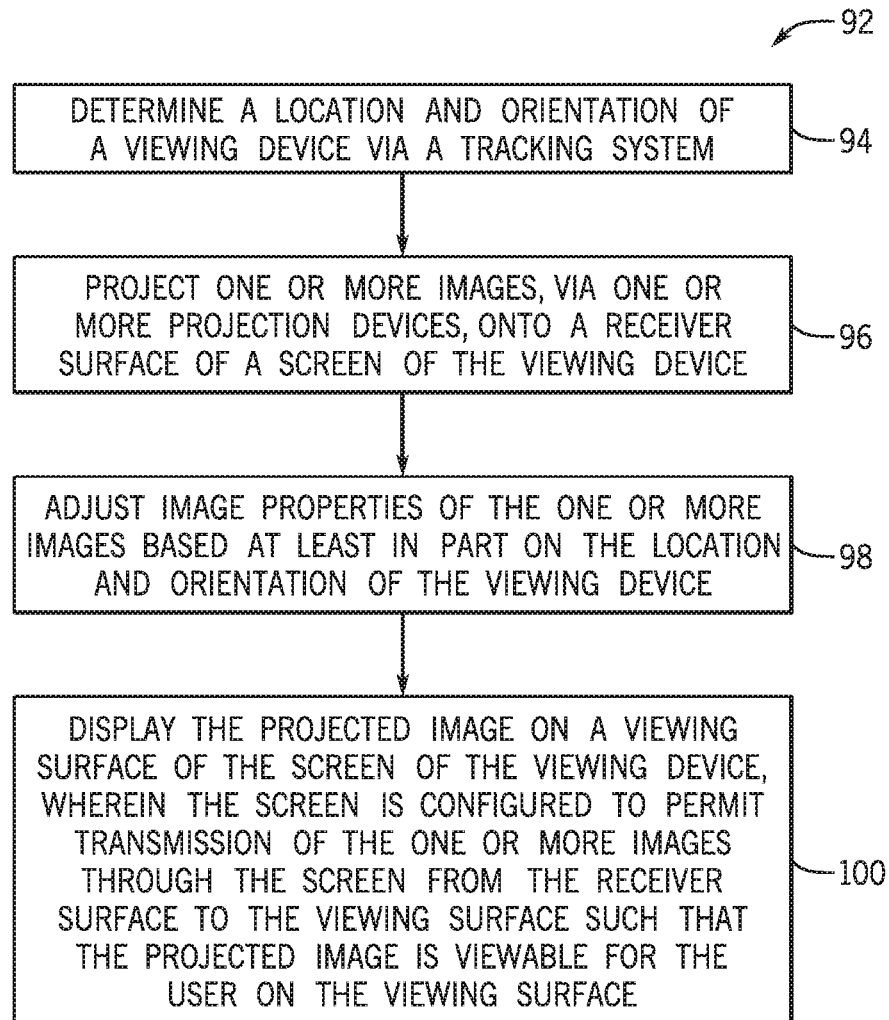 92
DETERMINE A LOCATION AND ORIENTATION OF
A VIEWING DEVICE VIA A TRACKING SYSTEM
94
PROJECT ONE OR MORE IMAGES, VIA ONE OR
MORE PROJECTION DEVICES, ONTO A RECEIVER
SURFACE OF A SCREEN OF THE VIEWING DEVICE
96
ADJUST IMAGE PROPERTIES OF THE ONE OR MORE
IMAGES BASED AT LEAST IN PART ON THE LOCATION
AND ORIENTATION OF THE VIEWING DEVICE
98
DISPLAY THE PROJECTED IMAGE ON A VIEWING
SURFACE OF THE SCREEN OF THE VIEWING DEVICE,
WHEREIN THE SCREEN IS CONFIGURED TO PERMIT
TRANSMISSION OF THE ONE OR MORE IMAGES
THROUGH THE SCREEN FROM THE RECEIVER
SURFACE TO THE VIEWING SURFACE SUCH THAT
THE PROJECTED IMAGE IS VIEWABLE FOR THE
USER ON THE VIEWING SURFACE
100